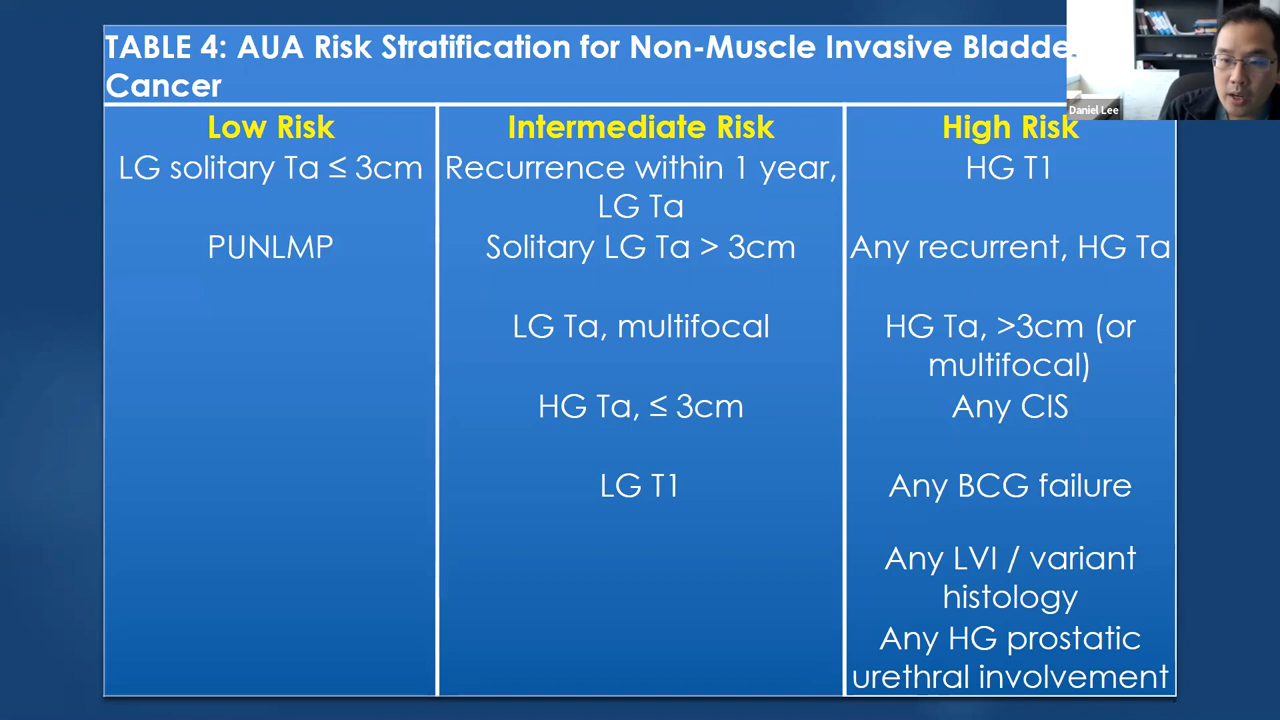 TABLE 4: AUA Risk Stratification for Non-Muscle Invasive
Cancer
Daniel Lee
Low Risk
LG solitary Ta ≤ 3cm
PUNLMP
Intermediate Risk
Recurrence within 1 year,
LG Ta
Solitary LG Ta > 3cm
LG Ta, multifocal
HG Ta, ≤ 3cm
LG T1
High Risk
HG T1
Any recurrent, HG Ta
HG Ta, >3cm (or
multifocal)
Any CIS
Any BCG failure
Any LVI / variant
histology
Any HG prostatic
urethral involvement